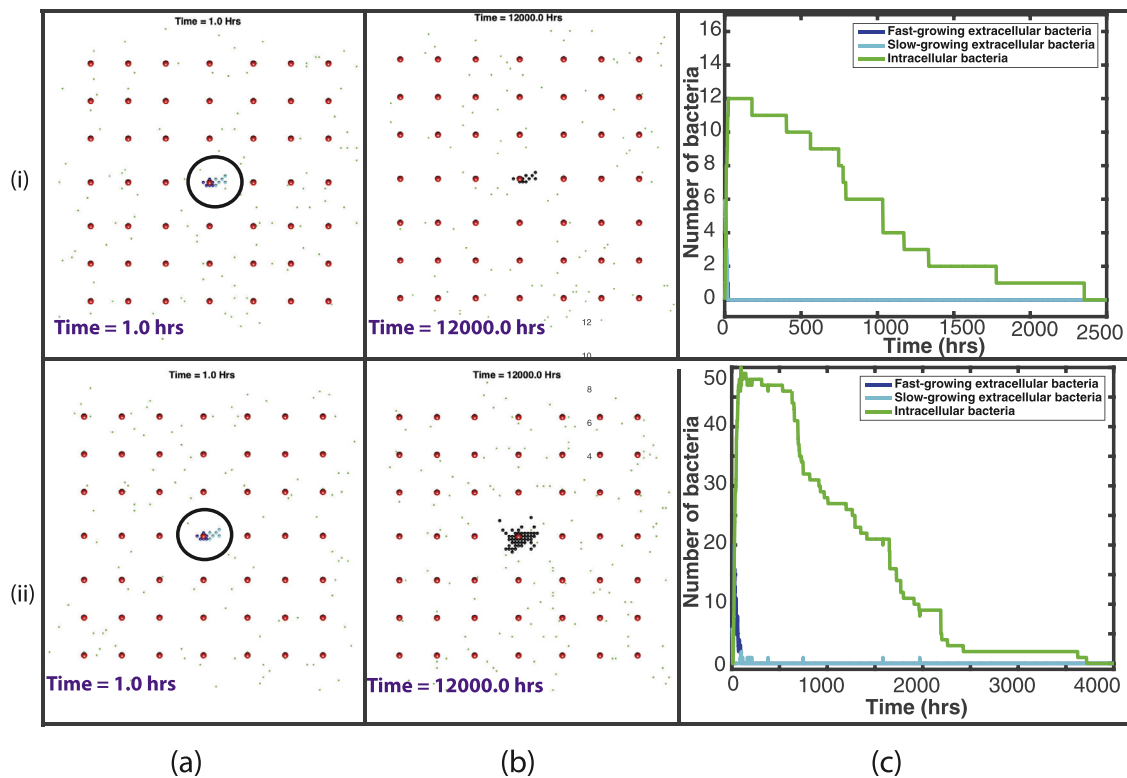 Time = 1.0 Hrs
Time = 12000.0 Hrs
(i)
Time = 1.0 hrs
Time = 12000.0 hrs
12
10
Number of bacteria
16
14
12
10
8
6
4
2
0
Fast-growing extracellular bacteria
Slow-growing extracellular bacteria
Intracellular bacteria
0 500 1000 1500 2000 2500
Time (hrs)
Time = 1.0 Hrs
12000.0 Hrs
8
6
4
(ii)
Time = 1.0 hrs
Time = 12000.0 hrs
Number of bacteria
50
40
30
20
10
0
Fast-growing extracellular bacteria
Slow-growing extracellular bacteria
Intracellular bacteria
0 1000 2000 3000 4000
Time (hrs)
(a) (b) (c)